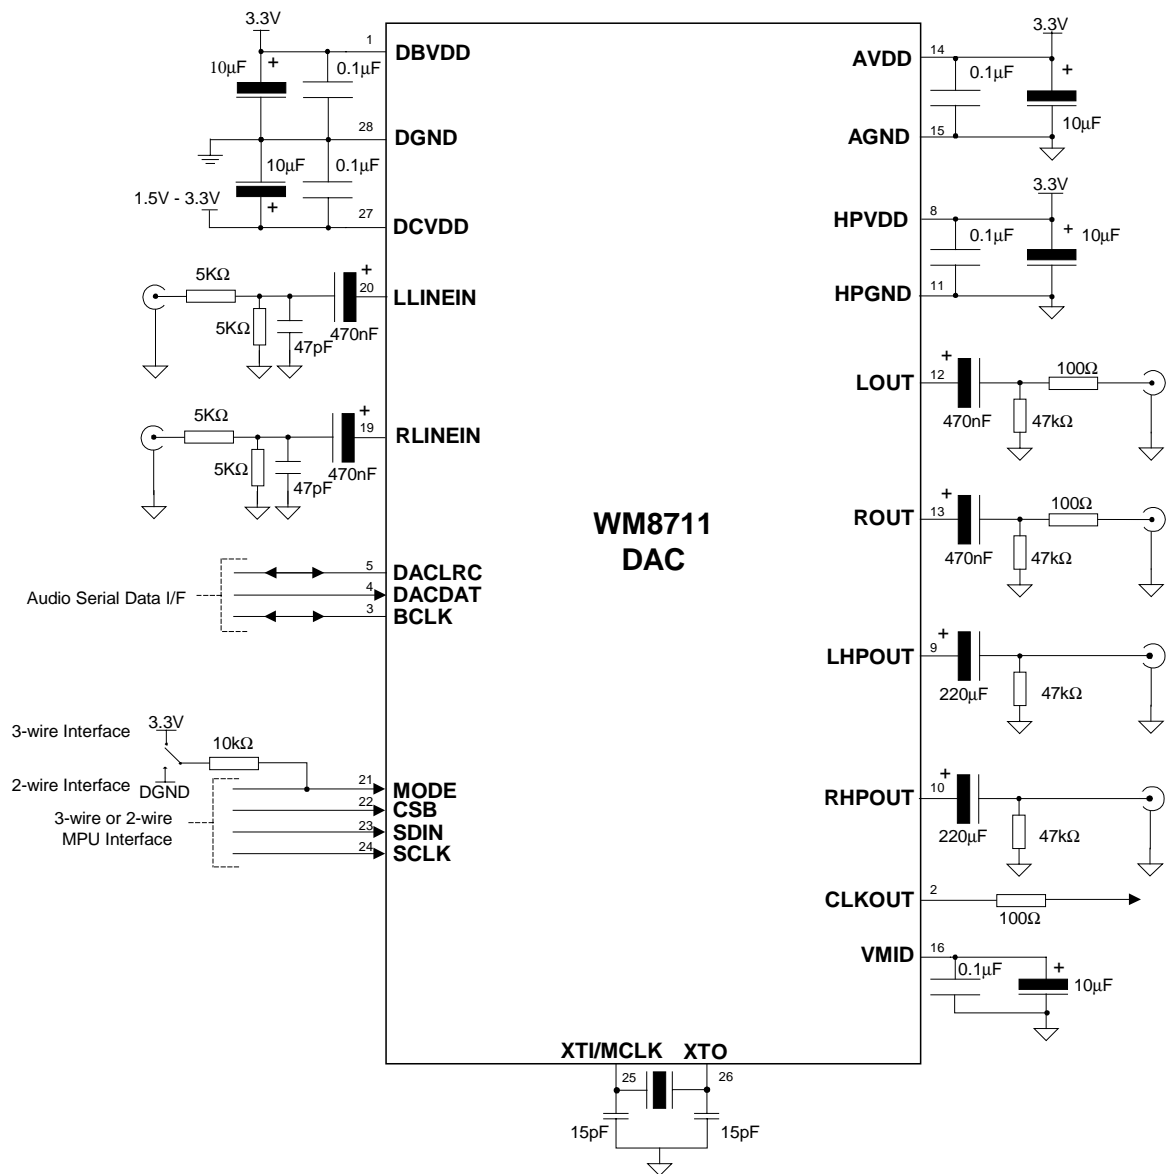 3.3V
1
DBVDD
10µF
+
0.1µF
28
DGND
10µF
0.1µF
1.5V - 3.3V
+
27
DCVDD
5KΩ
+
20
LLINEIN
5KΩ
47pF
470nF
5KΩ
+
19
RLINEIN
5KΩ
47pF
470nF
WM8711
DAC
Audio Serial Data I/F
5
DACLRC
4
DACDAT
3
BCLK
3-wire Interface
3.3V
10kΩ
2-wire Interface
DGND
3-wire or 2-wire
MPU Interface
21
MODE
22
CSB
23
SDIN
24
SCLK
3.3V
AVDD
14
0.1µF
+
10µF
AGND
15
3.3V
HPVDD
8
0.1µF
+
10µF
HPGND
11
LOUT
12
+
100Ω
470nF
47kΩ
ROUT
13
+
100Ω
470nF
47kΩ
LHPOUT
9
+
220µF
47kΩ
RHPOUT
10
+
220µF
47kΩ
CLKOUT
2
100Ω
VMID
16
0.1µF
+
10µF
XTI/MCLK
XTO
25
26
15pF
15pF